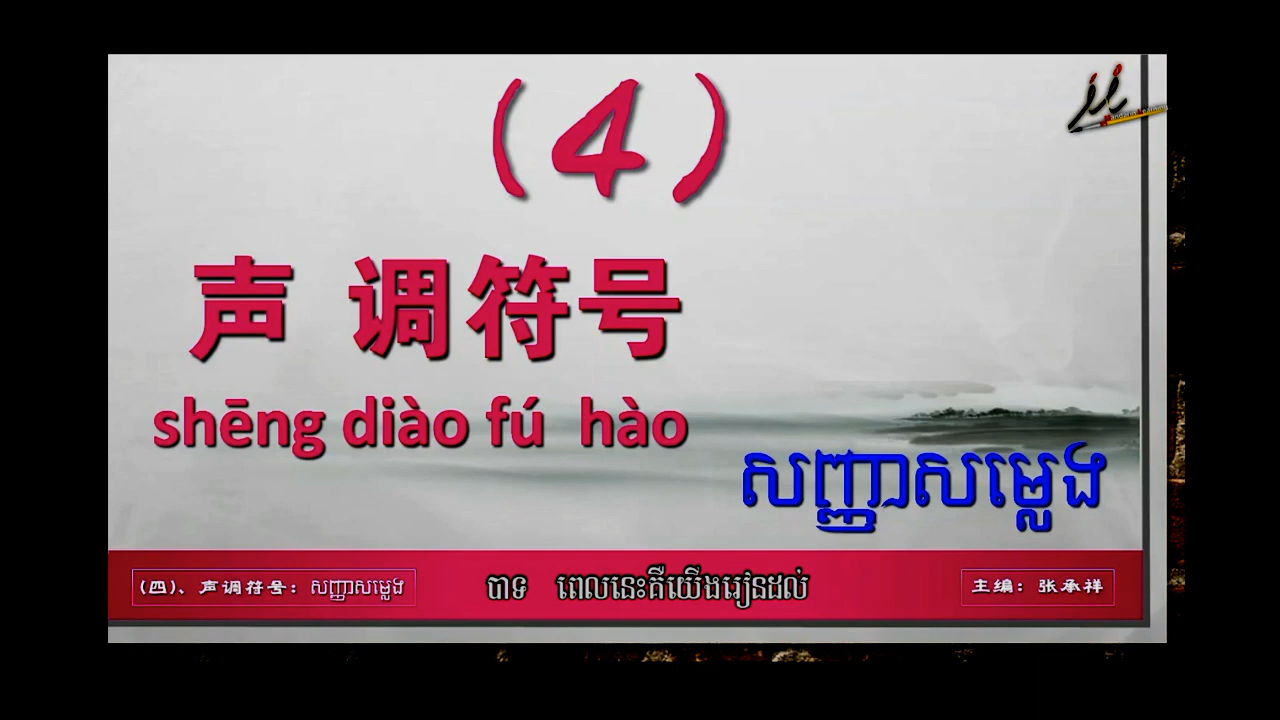 (4)
声 调符号
shēng diào fú hào
សញ្ញាសម្លេង
(四)、声调符号：សញ្ញាសម្លេង
បាទ ពេលនេះគឺយើងរៀនដល់
主编：张承祥